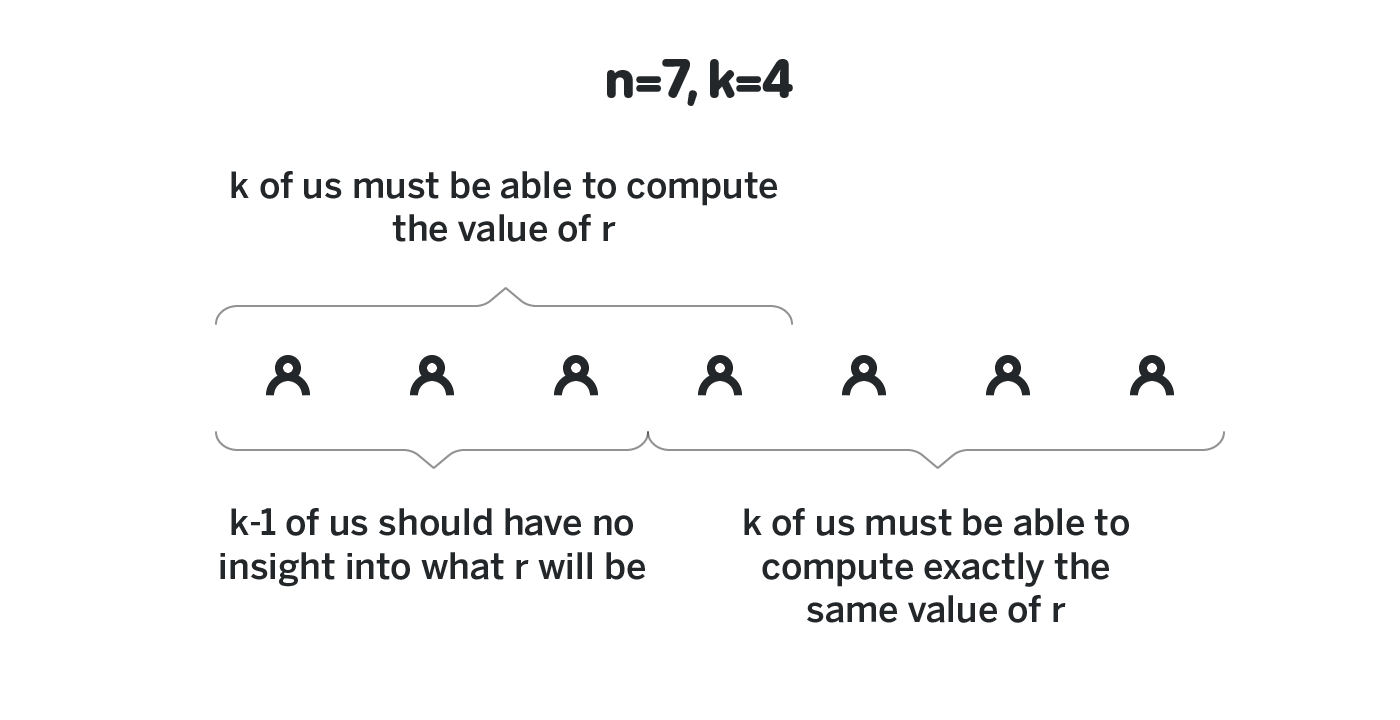 n=7, k=4
k of us must be able to compute
the value of r
k-1 of us should have no
insight into what r will be
k of us must be able to
compute exactly the
same value of r